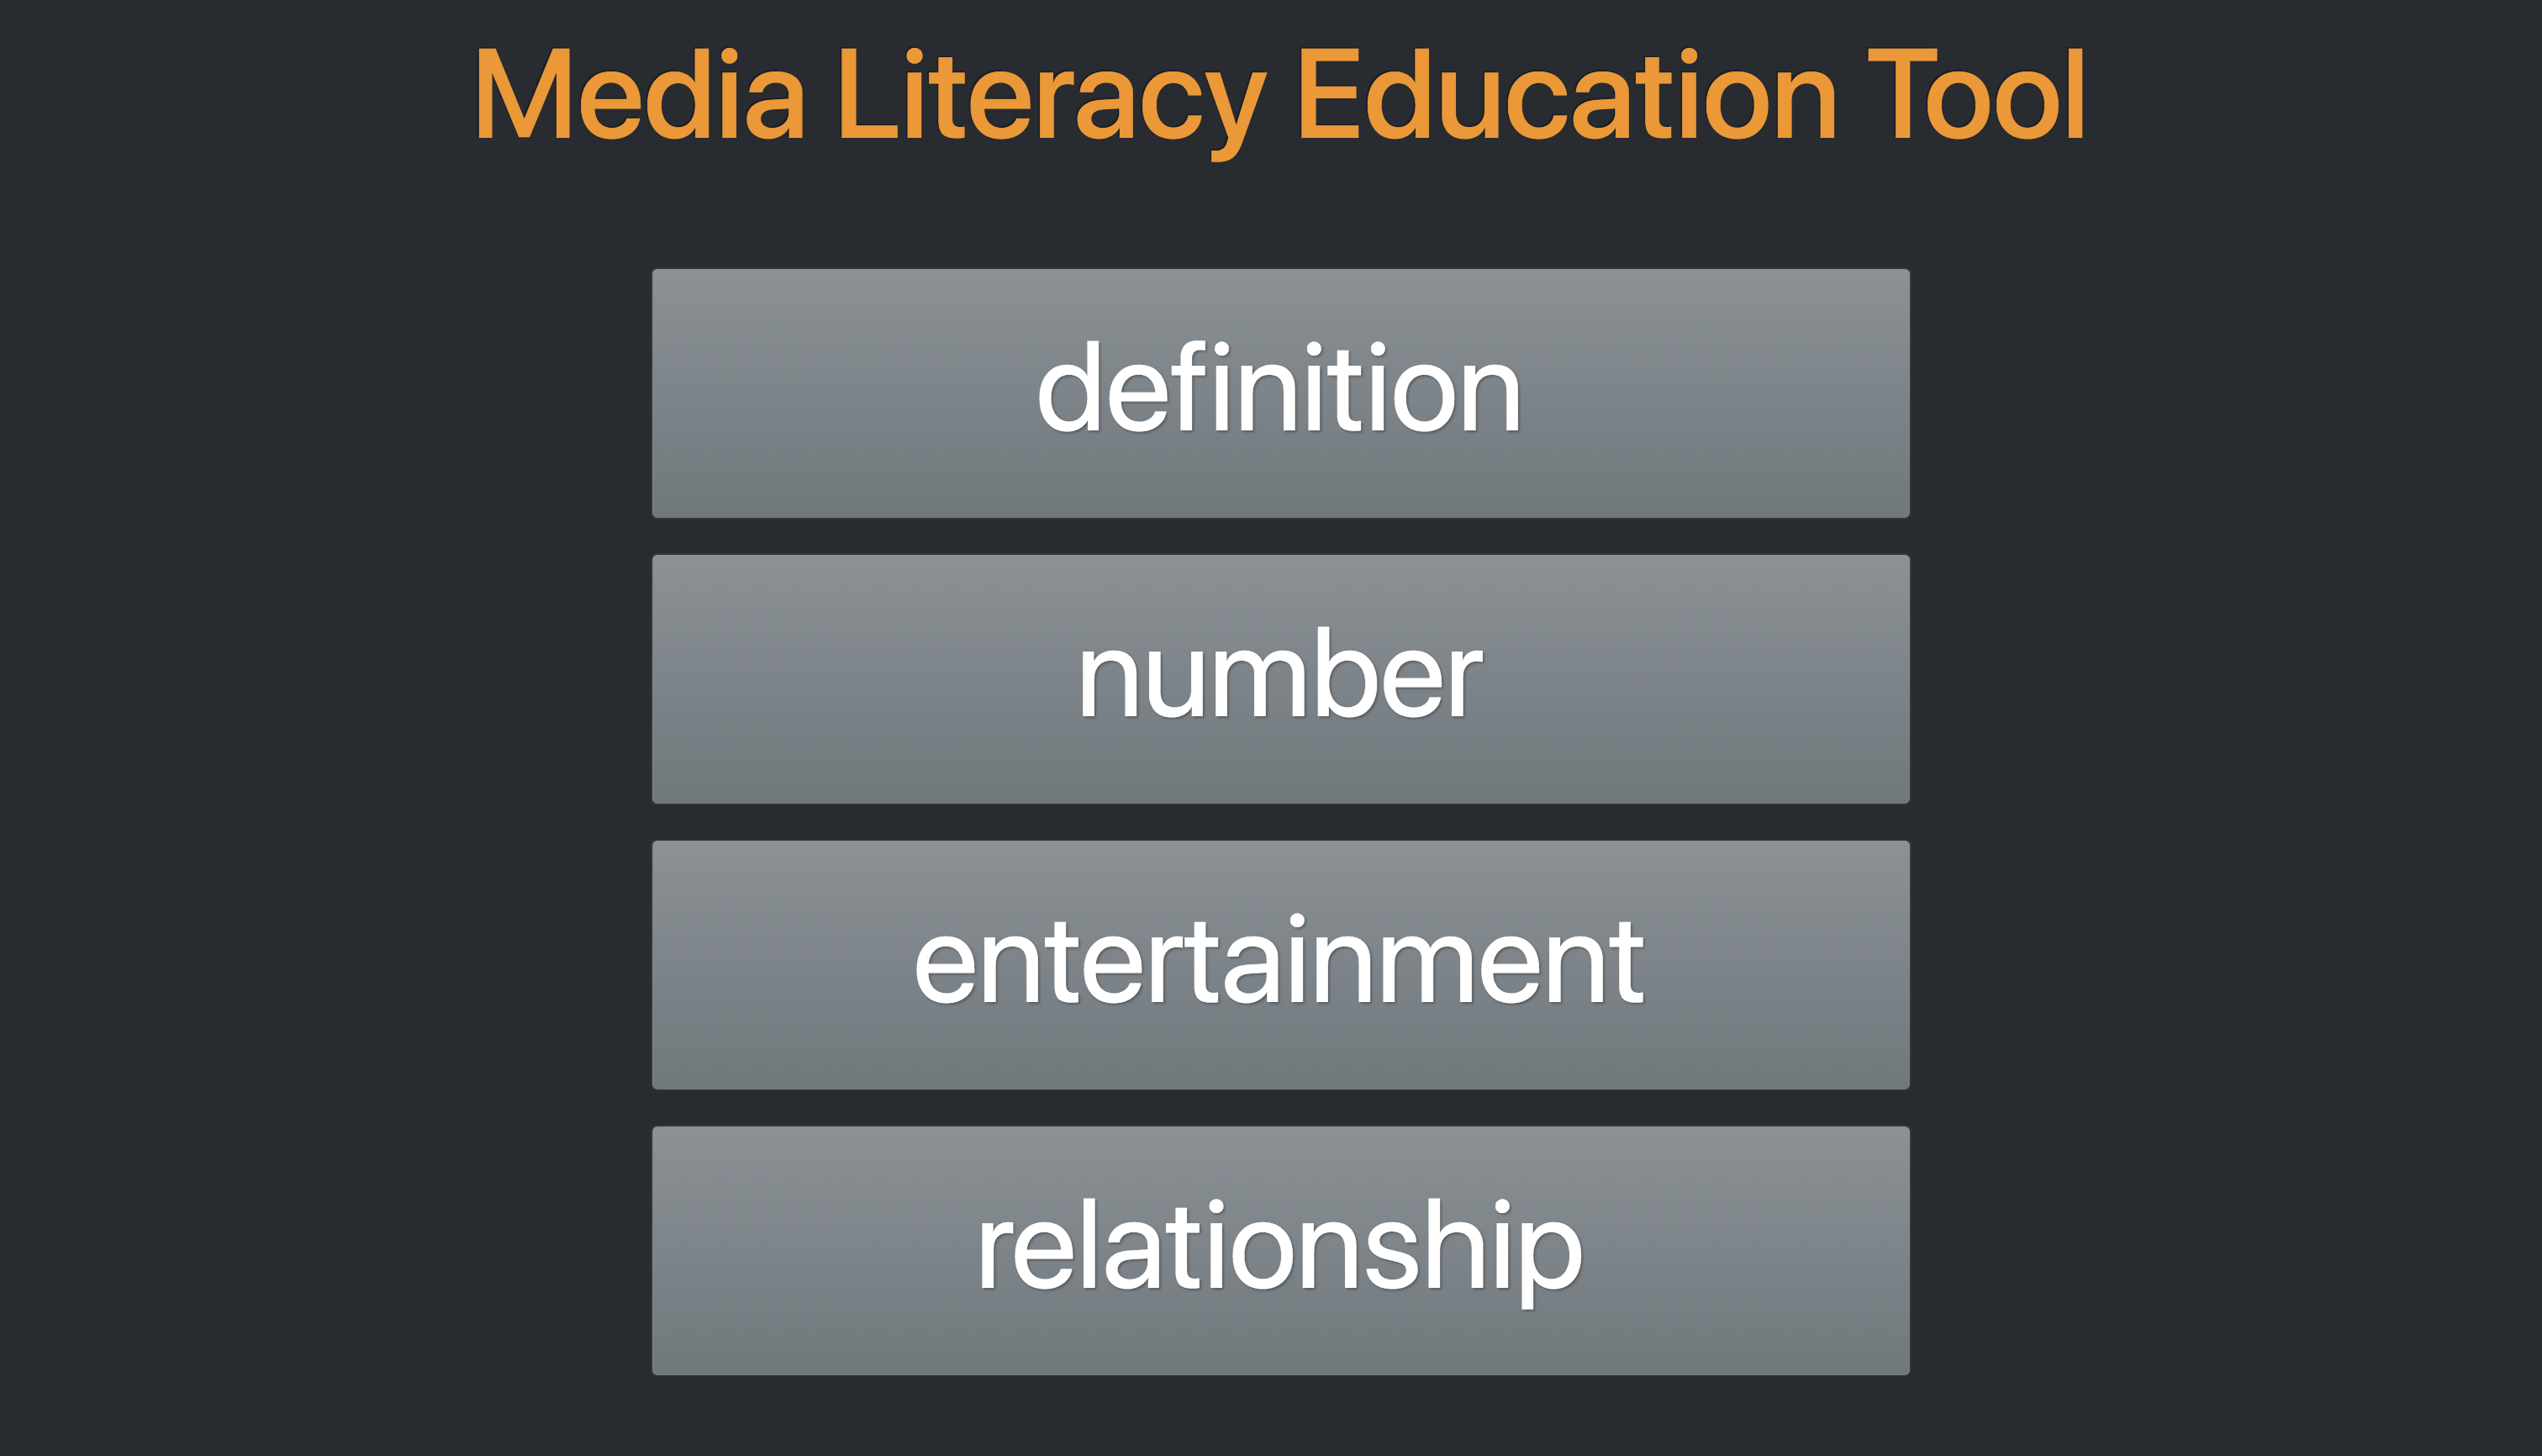 Media Literacy Education Tool
definition
number
entertainment
relationship